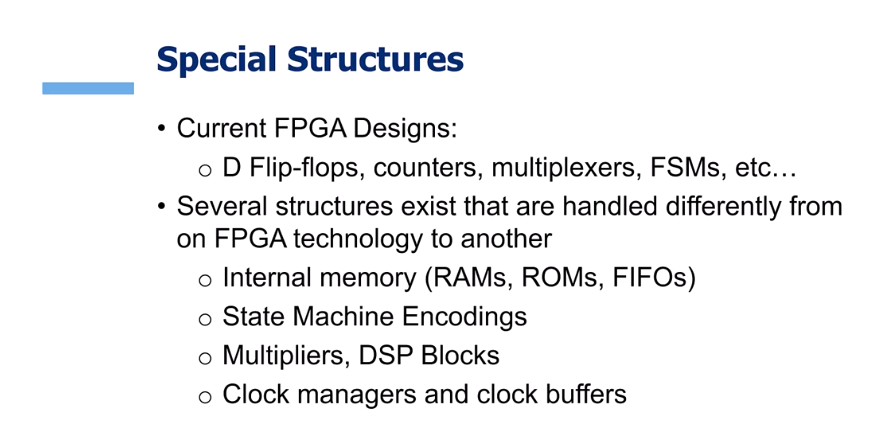 Special Structures
• Current FPGA Designs:
o D Flip-flops, counters, multiplexers, FSMs, etc…
• Several structures exist that are handled differently from
on FPGA technology to another
o Internal memory (RAMs, ROMs, FIFOs)
o State Machine Encodings
o Multipliers, DSP Blocks
o Clock managers and clock buffers